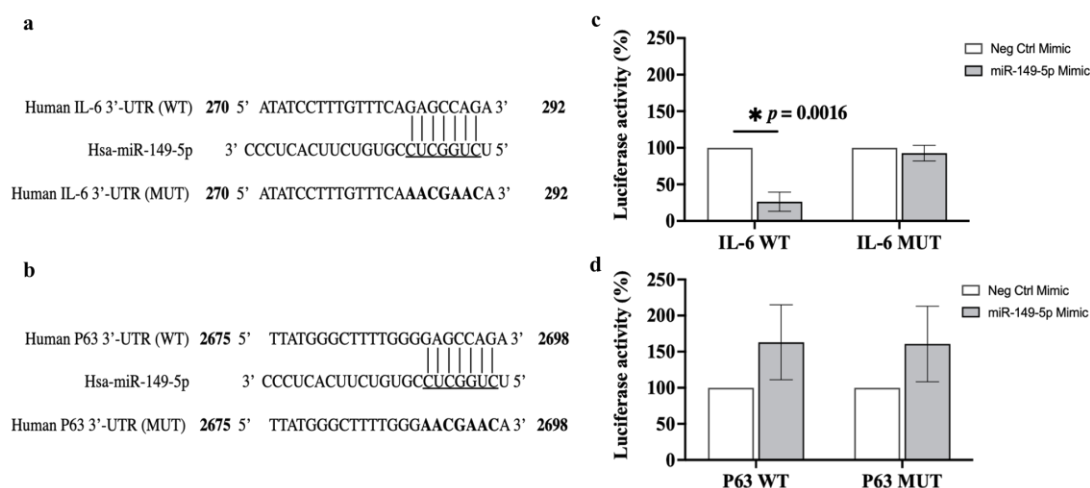 a
Human IL-6 3’-UTR (WT) 270 5’ ATATCCTTTGTTTCAGAGCCAGA 3’ 292
Hsa-miR-149-5p 3’ CCCUCACUUCUGUGCCUCGGUCU 5’
Human IL-6 3’-UTR (MUT) 270 5’ ATATCCTTTGTTTCAAACGAACA 3’ 292
b
Human P63 3’-UTR (WT) 2675 5’ TTATGGGCTTTTGGGGAGCCAGA 3’ 2698
Hsa-miR-149-5p 3’ CCCUCACUUCUGUGCCUCGGUCU 5’
Human P63 3’-UTR (MUT) 2675 5’ TTATGGGCTTTTGGGAACGAACA 3’ 2698
c
Luciferase activity (%)
250
200
150
100
50
0
* p = 0.0016
IL-6 WT IL-6 MUT
Neg Ctrl Mimic
miR-149-5p Mimic
d
Luciferase activity (%)
250
200
150
100
50
0
P63 WT P63 MUT
Neg Ctrl Mimic
miR-149-5p Mimic